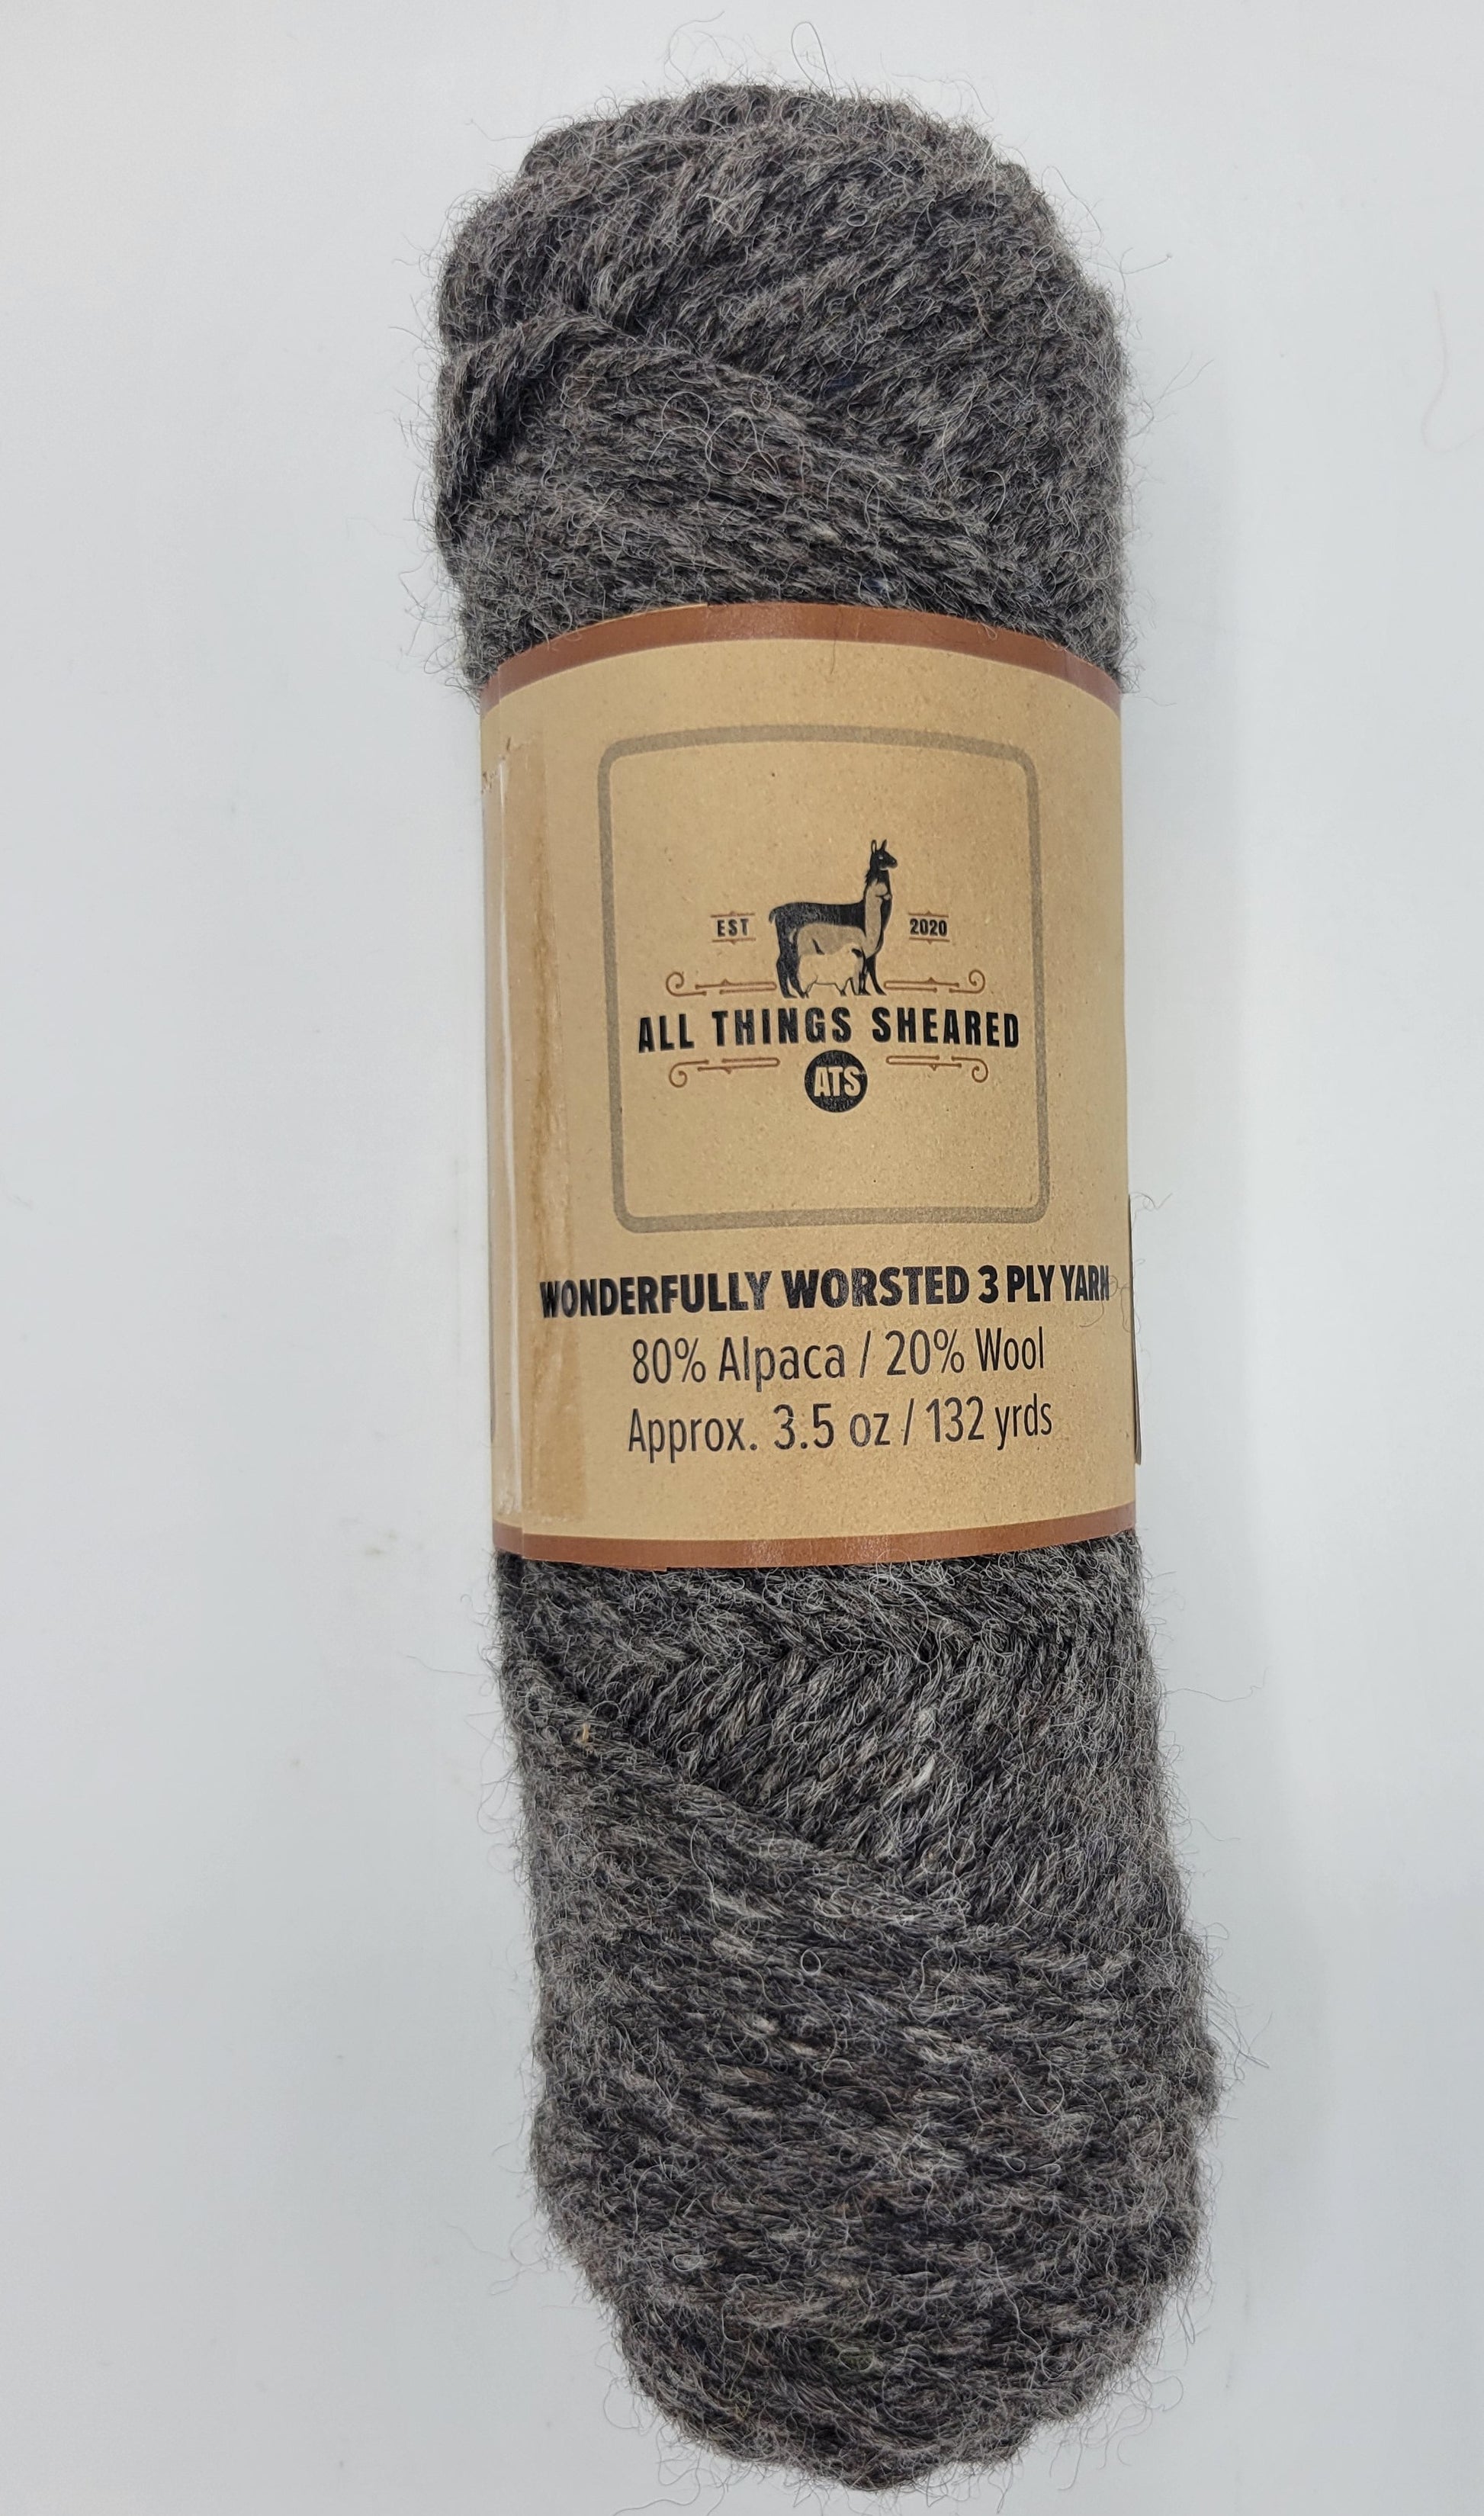 EST 2020
ALL THINGS SHEARED
ATS
WONDERFULLY WORSTED 3 PLY YARN
80% Alpaca / 20% Wool
Approx. 3.5 oz / 132 yrds